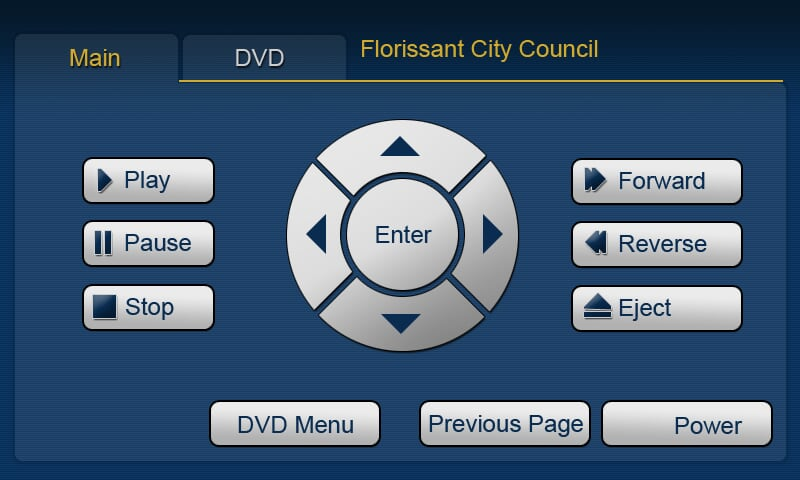 Main
DVD
Florissant City Council
Play
Pause
Stop
Enter
Forward
Reverse
Eject
DVD Menu
Previous Page
Power